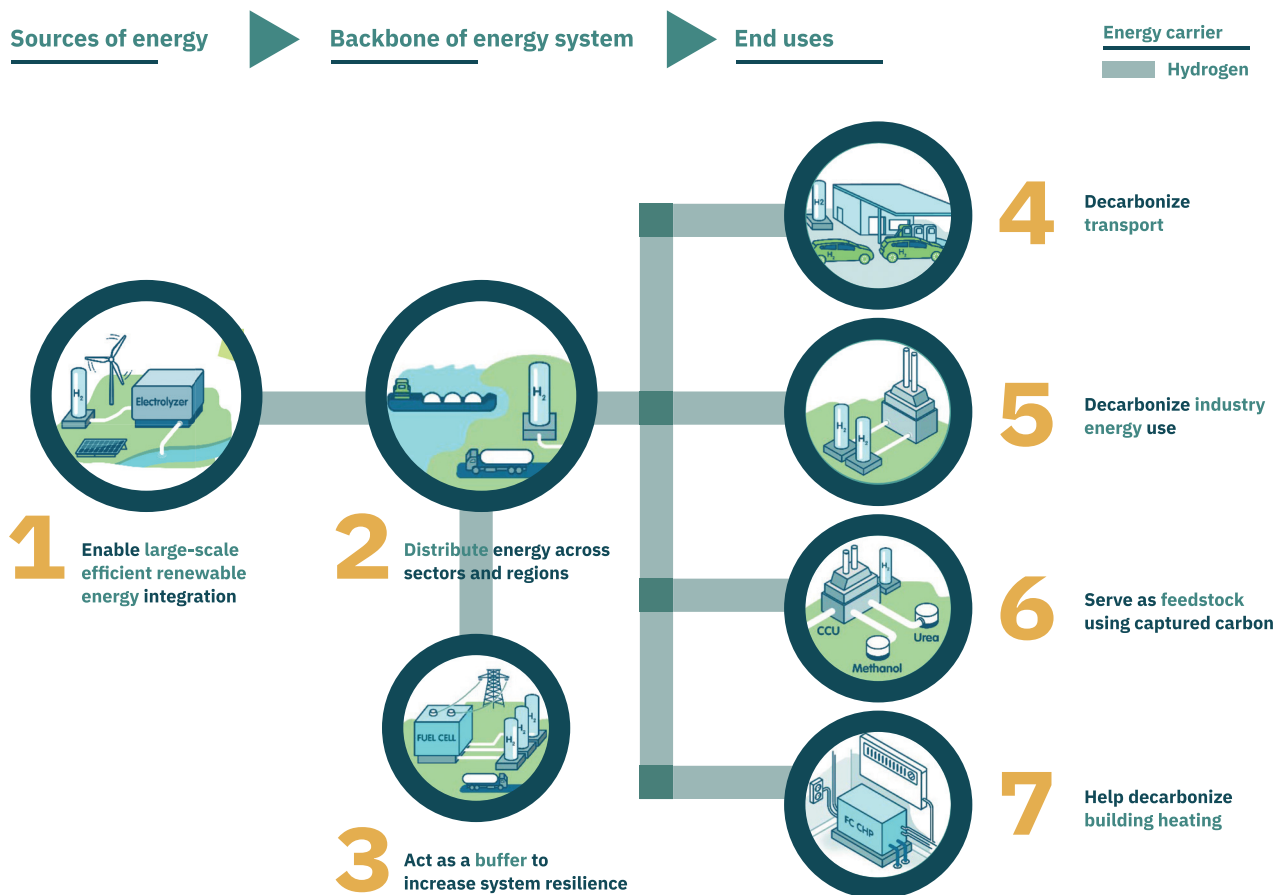 Sources of energy
Backbone of energy system
End uses
Energy carrier
Hydrogen
H2
H2
H2
4
Decarbonize
transport
H2
Electrolyzer
1
Enable large-scale
efficient renewable
energy integration
H2
2
Distribute energy across
sectors and regions
H2
H2
5
Decarbonize industry
energy use
FUEL CELL
H2
H2
H2
3
Act as a buffer to
increase system resilience
H2
CCU
Urea
Methanol
6
Serve as feedstock
using captured carbon
FC CHP
7
Help decarbonize
building heating